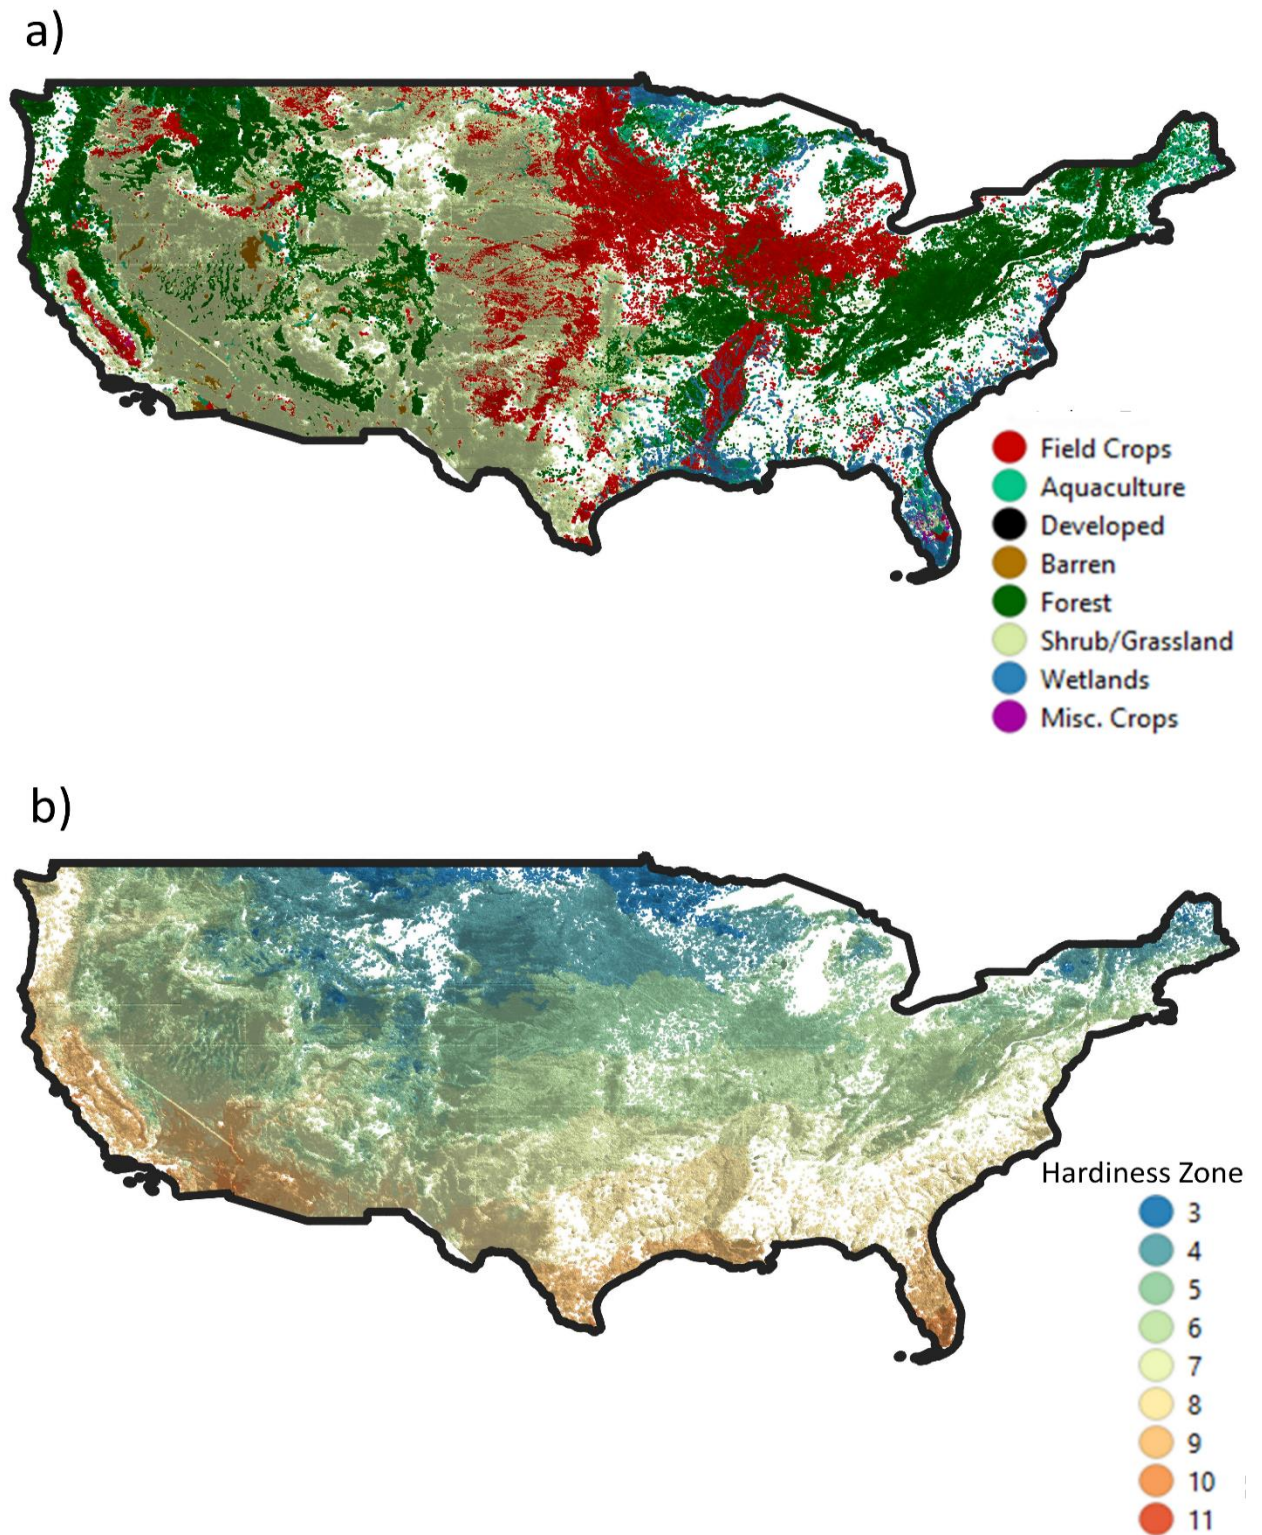 a)
Field Crops
Aquaculture
Developed
Barren
Forest
Shrub/Grassland
Wetlands
Misc. Crops
b)
Hardiness Zone
3
4
5
6
7
8
9
10
11